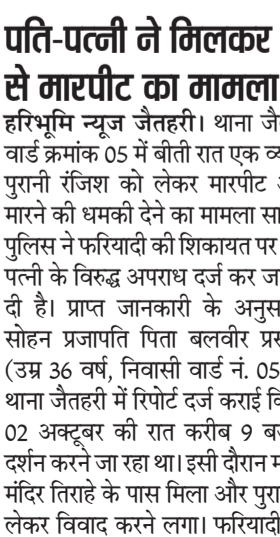 पति-पत्नी ने मिलकर
से मारपीट का मामला
हरिभूमि न्यूज जैतहरी। थाना
वार्ड क्रमांक 05 में बीती रात एक
पुरानी रंजिश को लेकर मारपीट
मारने की धमकी देने का मामला
पुलिस ने फरियादी की शिकायत पर
पत्नी के विरुद्ध अपराध दर्ज कर
दी है। प्राप्त जानकारी के
सोहन प्रजापति पिता बलवीर
(उम्र 36 वर्ष, निवासी वार्ड नं. 05
थाना जैतहरी में रिपोर्ट दर्ज कराई
02 अक्टूबर की रात करीब 9
दर्शन करने जा रहा था। इसी दौरान
मंदिर तिराहे के पास मिला और
लेकर विवाद करने लगा। फरियादी